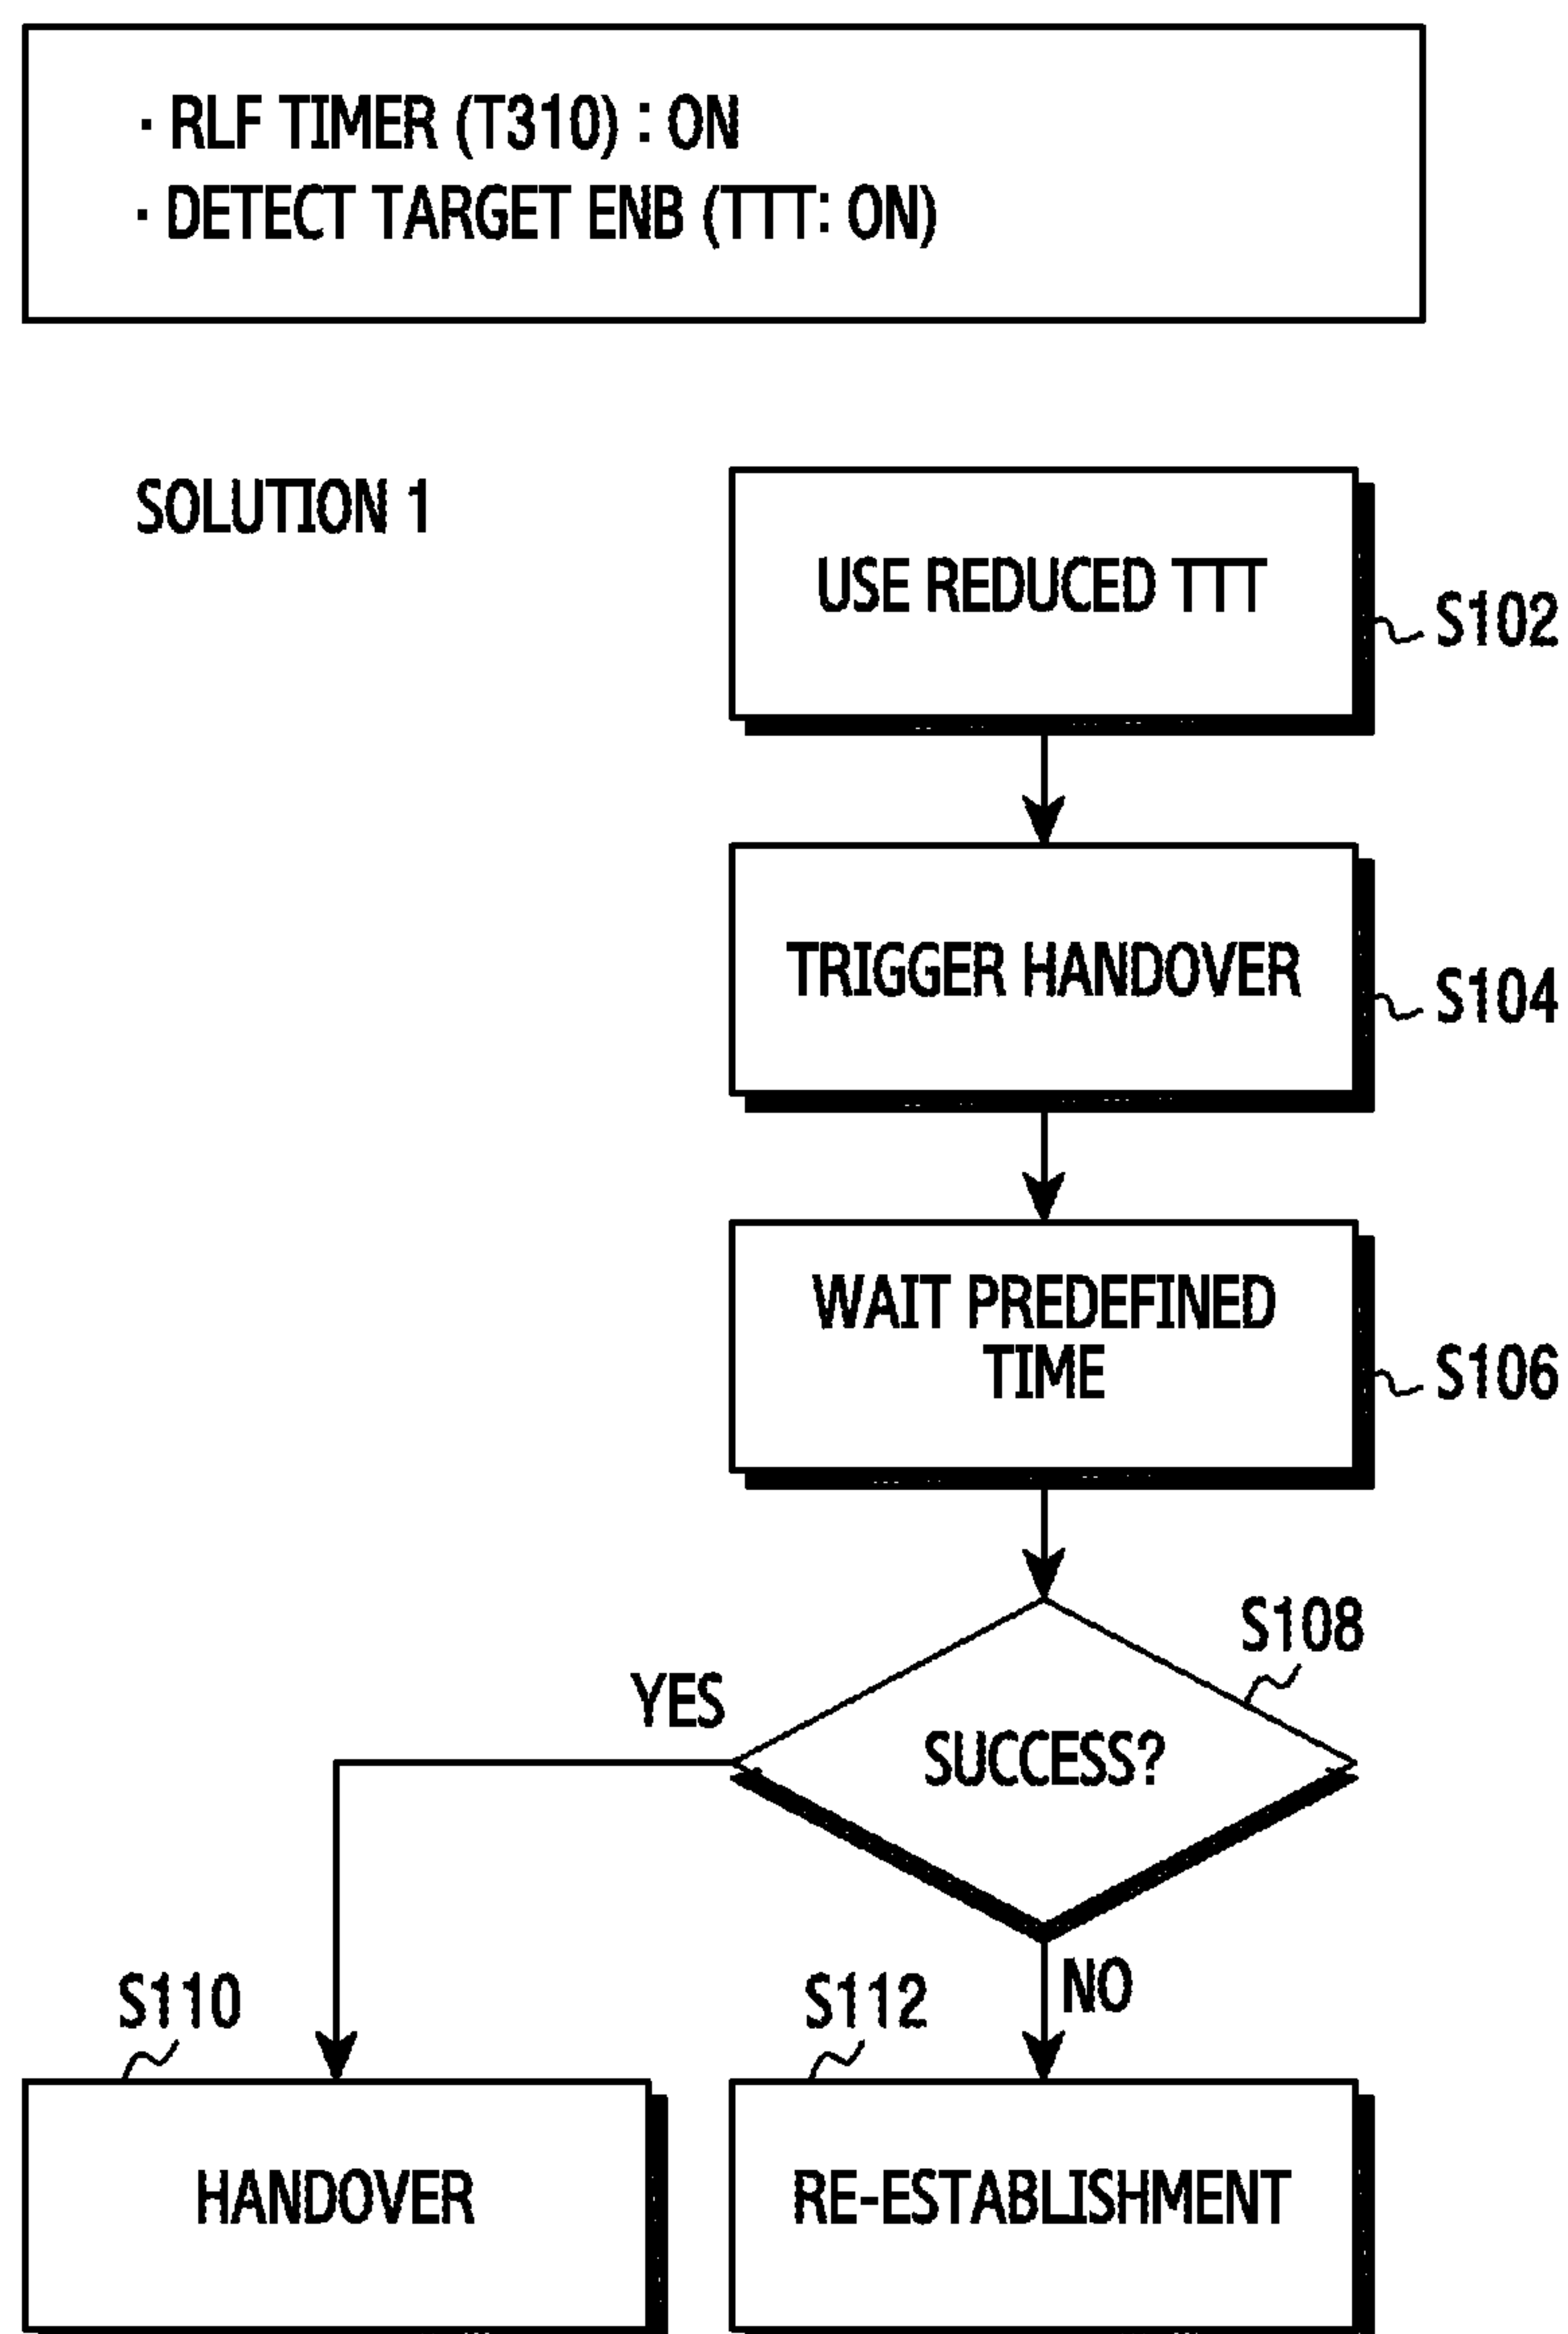 · RLF TIMER (T310) : ON
· DETECT TARGET ENB (TTT: ON)
SOLUTION 1
USE REDUCED TTT
S102
TRIGGER HANDOVER
S104
WAIT PREDEFINED
TIME
S106
S108
YES
SUCCESS?
NO
S110
S112
HANDOVER
RE-ESTABLISHMENT